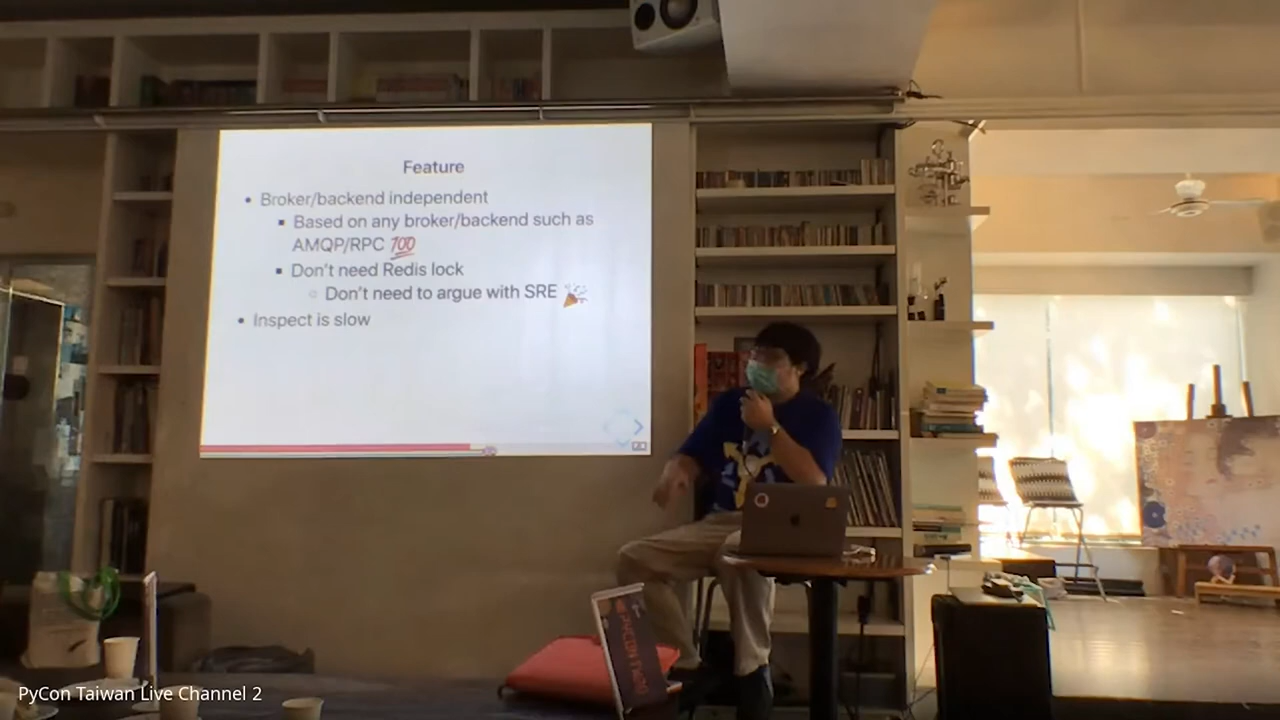 Feature
• Broker/backend independent
▪ Based on any broker/backend such as
AMQP/RPC 💯
▪ Don't need Redis lock
○ Don't need to argue with SRE 🎉
• Inspect is slow
PyCon Taiwan Live Channel 2